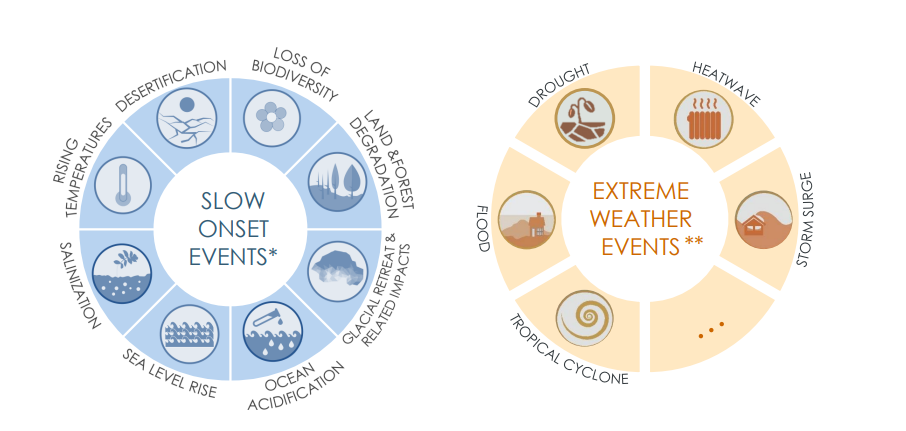 LOSS OF
BIODIVERSITY
LAND &FOREST
DEGRADATION
GLACIAL RETREAT &
RELATED IMPACTS
OCEAN
ACIDIFICATION
SEA LEVEL RISE
SALINIZATION
RISING
TEMPERATURES
DESERTIFICATION
SLOW
ONSET
EVENTS*
DROUGHT
HEATWAVE
STORM SURGE
...
TROPICAL CYCLONE
FLOOD
EXTREME
WEATHER
EVENTS **